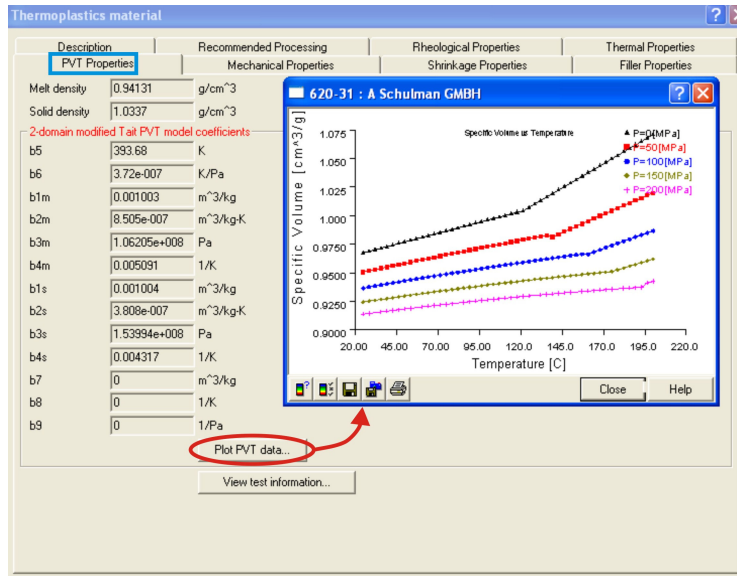 Thermoplastics material
Description Recommended Processing Rheological Properties Thermal Properties
PVT Properties Mechanical Properties Shrinkage Properties Filler Properties
Melt density 0.94131 g/cm^3
Solid density 1.0337 g/cm^3
2-domain modified Tait PVT model coefficients
b5 393.68 K
b6 3.72e-007 K/Pa
b1m 0.001003 m^3/kg
b2m 8.505e-007 m^3/kg-K
b3m 1.06205e+008 Pa
b4m 0.005091 1/K
b1s 0.001004 m^3/kg
b2s 3.808e-007 m^3/kg-K
b3s 1.53994e+008 Pa
b4s 0.004317 1/K
b7 0 m^3/kg
b8 0 1/K
b9 0 1/Pa
Plot PVT data...
View test information...
620-31 : A Schulman GMBH
Specific Volume vs Temperature
P=0[MPa]
P=50[MPa]
P=100[MPa]
P=150[MPa]
P=200[MPa]
Specific Volume [cm^3/g]
1.075
1.050
1.025
1.000
0.9750
0.9500
0.9250
0.9000
20.00 45.00 70.00 95.00 120.0 145.0 170.0 195.0 220.0
Temperature [C]
Close Help